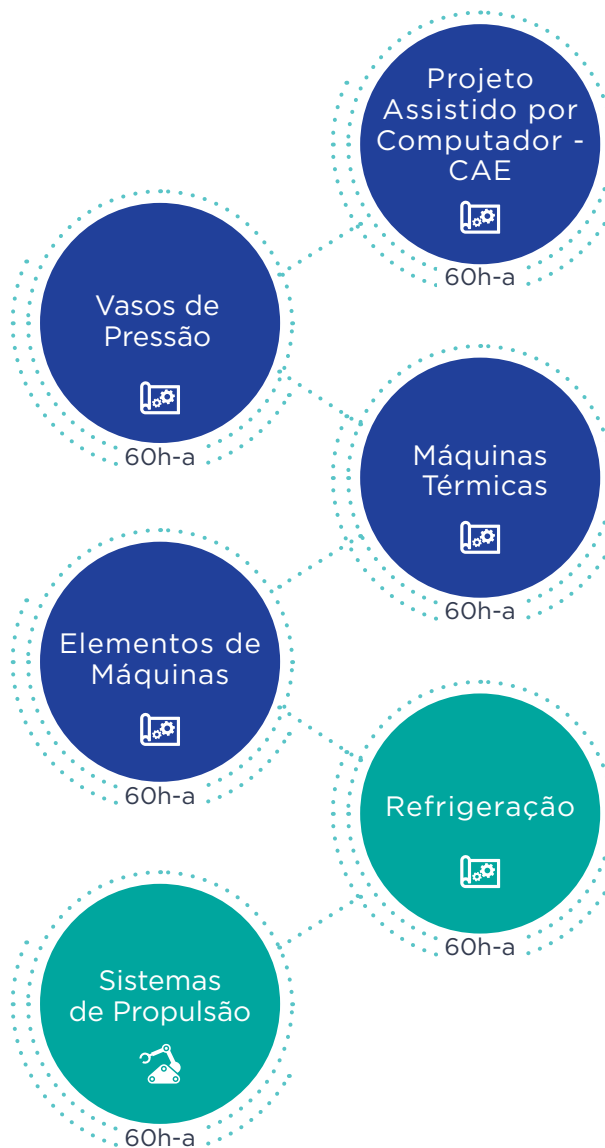 Projeto
Assistido por
Computador -
CAE
60h-a
Vasos de
Pressão
60h-a
Máquinas
Térmicas
60h-a
Elementos de
Máquinas
60h-a
Refrigeração
60h-a
Sistemas
de Propulsão
60h-a